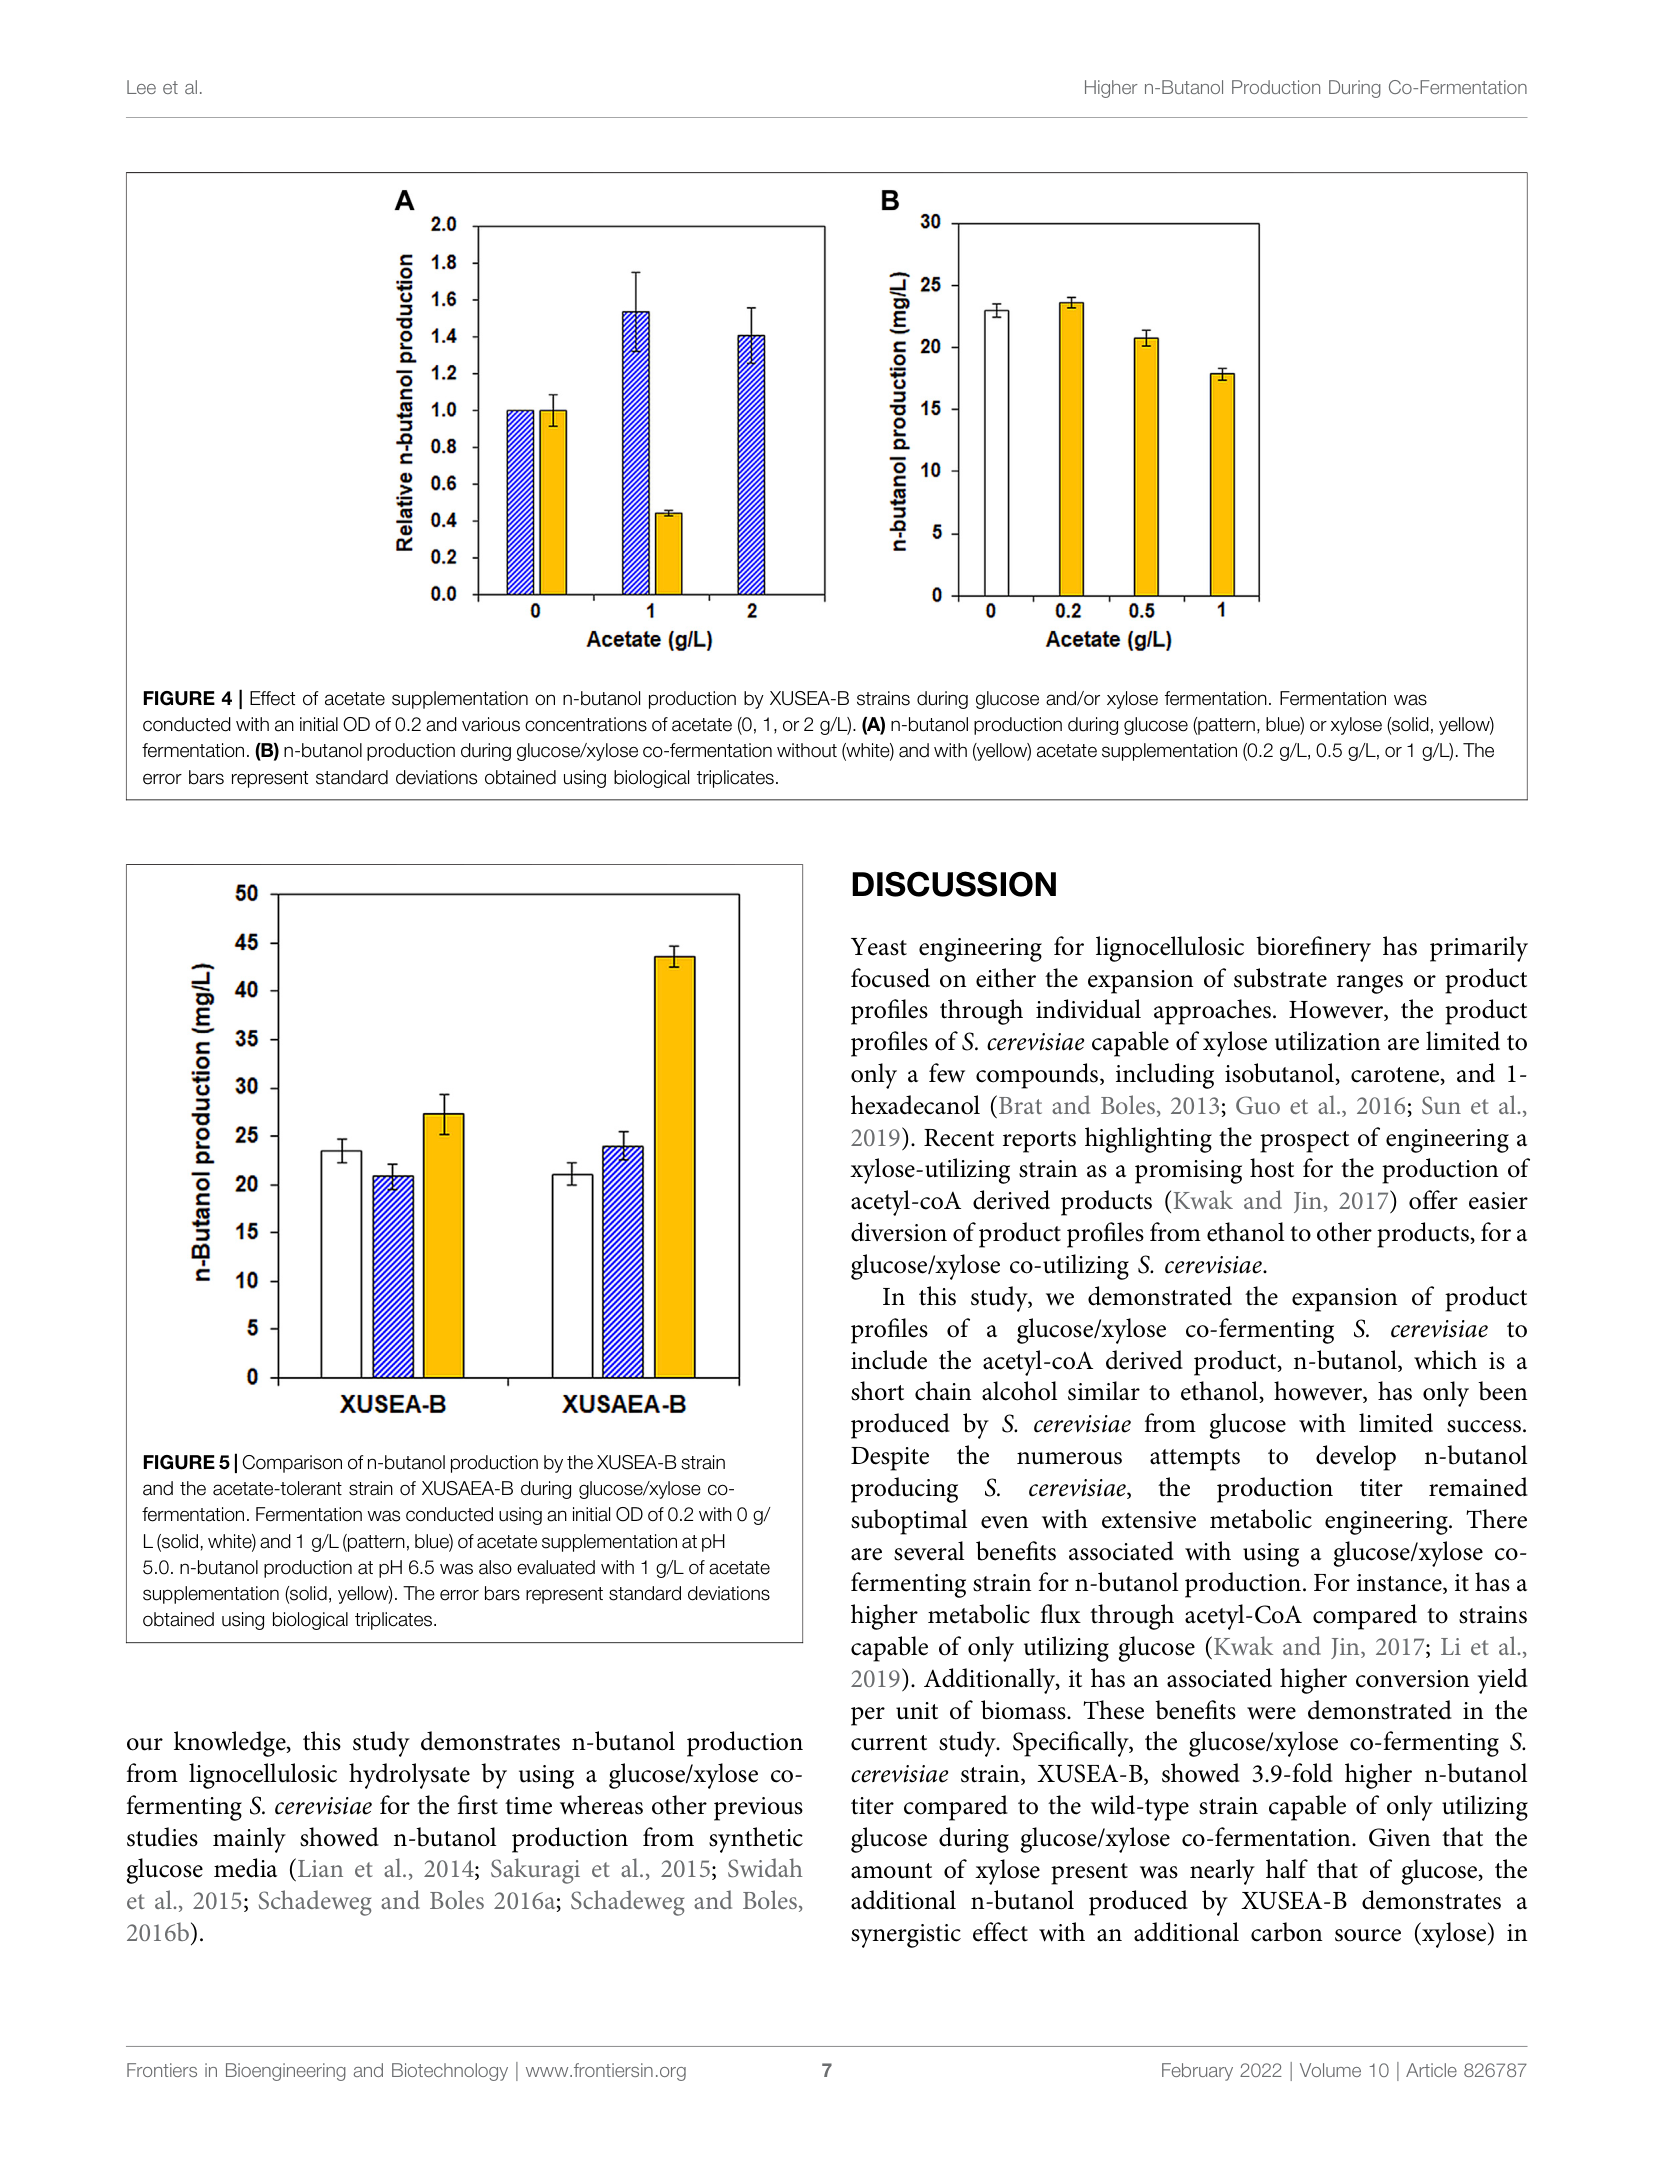 Lee et al.
Higher n-Butanol Production During Co-Fermentation
A
2.0
1.8
1.6
1.4
1.2
1.0
0.8
0.6
0.4
0.2
0.0
Relative n-butanol production
0
1
2
Acetate (g/L)
B
30
25
20
15
10
5
0
n-butanol production (mg/L)
0
0.2
0.5
1
Acetate (g/L)
FIGURE 4 | Effect of acetate supplementation on n-butanol production by XUSEA-B strains during glucose and/or xylose fermentation. Fermentation was
conducted with an initial OD of 0.2 and various concentrations of acetate (0, 1, or 2 g/L). (A) n-butanol production during glucose (pattern, blue) or xylose (solid, yellow)
fermentation. (B) n-butanol production during glucose/xylose co-fermentation without (white) and with (yellow) acetate supplementation (0.2 g/L, 0.5 g/L, or 1 g/L). The
error bars represent standard deviations obtained using biological triplicates.
50
45
40
35
30
25
20
15
10
5
0
n-Butanol production (mg/L)
XUSEA-B
XUSAEA-B
FIGURE 5 | Comparison of n-butanol production by the XUSEA-B strain
and the acetate-tolerant strain of XUSAEA-B during glucose/xylose co-
fermentation. Fermentation was conducted using an initial OD of 0.2 with 0 g/
L (solid, white) and 1 g/L (pattern, blue) of acetate supplementation at pH
5.0. n-butanol production at pH 6.5 was also evaluated with 1 g/L of acetate
supplementation (solid, yellow). The error bars represent standard deviations
obtained using biological triplicates.
our knowledge, this study demonstrates n-butanol production
from lignocellulosic hydrolysate by using a glucose/xylose co-
fermenting S. cerevisiae for the first time whereas other previous
studies mainly showed n-butanol production from synthetic
glucose media (Lian et al., 2014; Sakuragi et al., 2015; Swidah
et al., 2015; Schadeweg and Boles 2016a; Schadeweg and Boles,
2016b).
DISCUSSION
Yeast engineering for lignocellulosic biorefinery has primarily
focused on either the expansion of substrate ranges or product
profiles through individual approaches. However, the product
profiles of S. cerevisiae capable of xylose utilization are limited to
only a few compounds, including isobutanol, carotene, and 1-
hexadecanol (Brat and Boles, 2013; Guo et al., 2016; Sun et al.,
2019). Recent reports highlighting the prospect of engineering a
xylose-utilizing strain as a promising host for the production of
acetyl-coA derived products (Kwak and Jin, 2017) offer easier
diversion of product profiles from ethanol to other products, for a
glucose/xylose co-utilizing S. cerevisiae.
In this study, we demonstrated the expansion of product
profiles of a glucose/xylose co-fermenting S. cerevisiae to
include the acetyl-coA derived product, n-butanol, which is a
short chain alcohol similar to ethanol, however, has only been
produced by S. cerevisiae from glucose with limited success.
Despite the numerous attempts to develop n-butanol
producing S. cerevisiae, the production titer remained
suboptimal even with extensive metabolic engineering. There
are several benefits associated with using a glucose/xylose co-
fermenting strain for n-butanol production. For instance, it has a
higher metabolic flux through acetyl-CoA compared to strains
capable of only utilizing glucose (Kwak and Jin, 2017; Li et al.,
2019). Additionally, it has an associated higher conversion yield
per unit of biomass. These benefits were demonstrated in the
current study. Specifically, the glucose/xylose co-fermenting S.
cerevisiae strain, XUSEA-B, showed 3.9-fold higher n-butanol
titer compared to the wild-type strain capable of only utilizing
glucose during glucose/xylose co-fermentation. Given that the
amount of xylose present was nearly half that of glucose, the
additional n-butanol produced by XUSEA-B demonstrates a
synergistic effect with an additional carbon source (xylose) in
Frontiers in Bioengineering and Biotechnology | www.frontiersin.org
7
February 2022 | Volume 10 | Article 826787